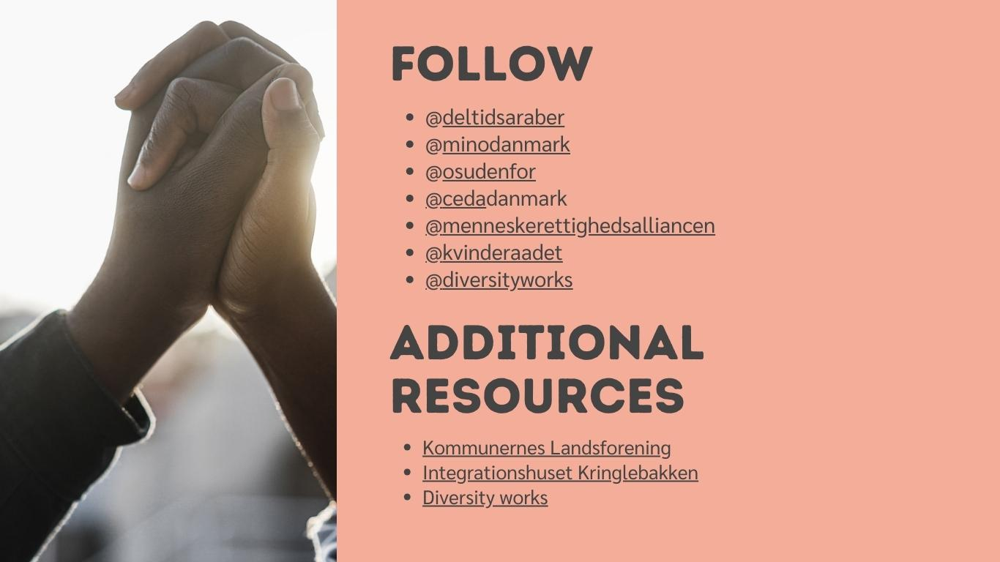 FOLLOW
@deltidsaraber
@minodanmark
@osudenfor
@cedadanmark
@menneskerettighedsalliancen
@kvinderaadet
@diversityworks
ADDITIONAL
RESOURCES
Kommunernes Landsforening
Integrationshuset Kringlebakken
Diversity works